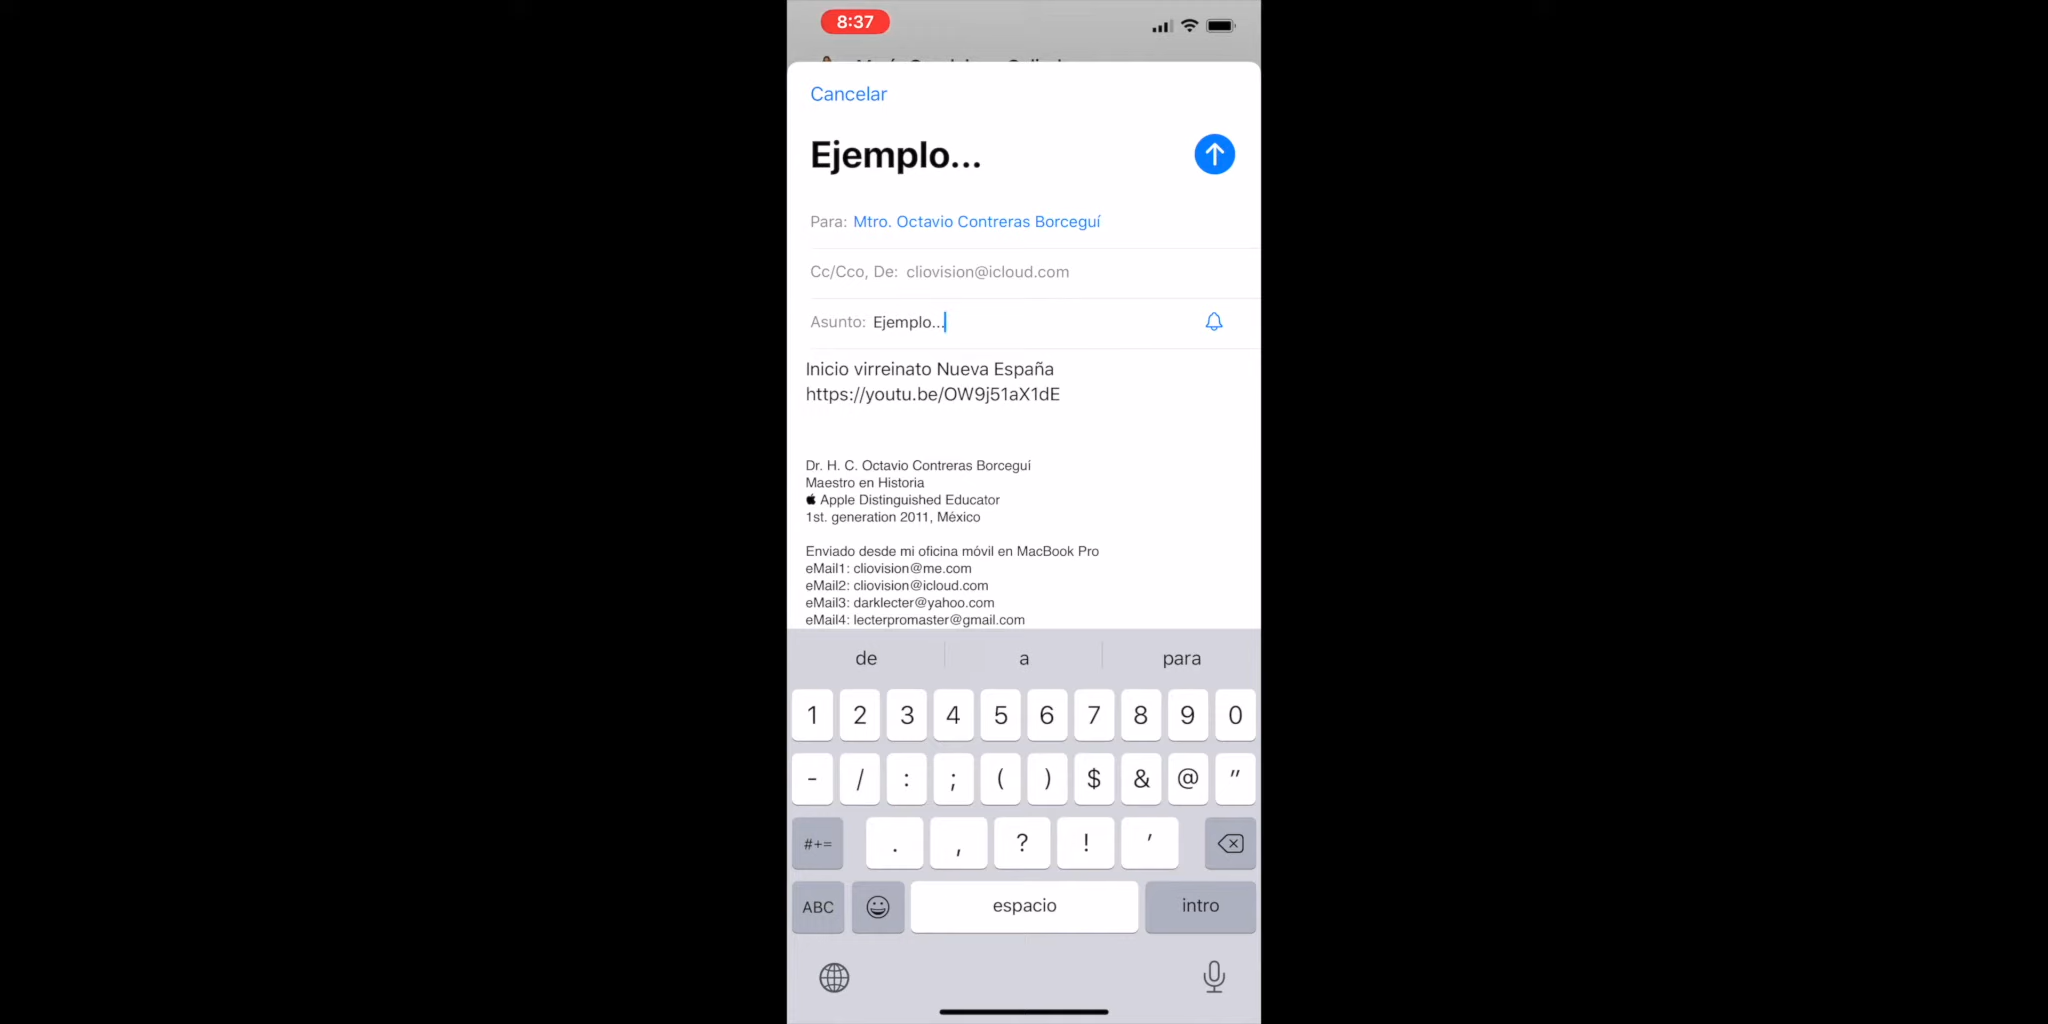 8:37
Cancelar
Ejemplo...
Para: Mtro. Octavio Contreras Borceguí
Cc/Cco, De: cliovision@icloud.com
Asunto: Ejemplo...
Inicio virreinato Nueva España
https://youtu.be/OW9j51aX1dE
Dr. H. C. Octavio Contreras Borceguí
Maestro en Historia
 Apple Distinguished Educator
1st. generation 2011, México
Enviado desde mi oficina móvil en MacBook Pro
eMail1: cliovision@me.com
eMail2: cliovision@icloud.com
eMail3: darklecter@yahoo.com
eMail4: lecterpromaster@gmail.com
de a para
1 2 3 4 5 6 7 8 9 0
- / : ; ( ) $ & @ "
#+= . , ? ! '
ABC espacio intro